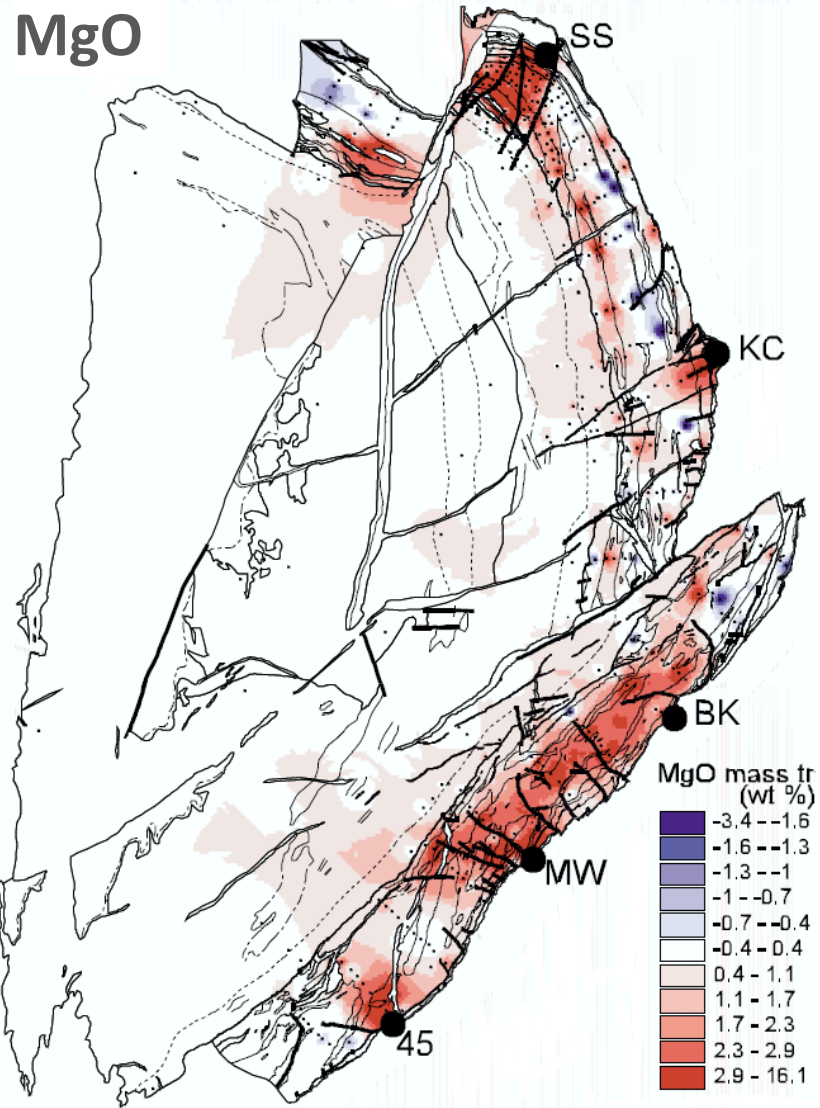 MgO
SS
KC
BK
MW
45
MgO mass tr
(wt %)
-3.4 - -1.6
-1.6 - -1.3
-1.3 - -1
-1 - -0.7
-0.7 - -0.4
-0.4 - 0.4
0.4 - 1.1
1.1 - 1.7
1.7 - 2.3
2.3 - 2.9
2.9 - 16.1